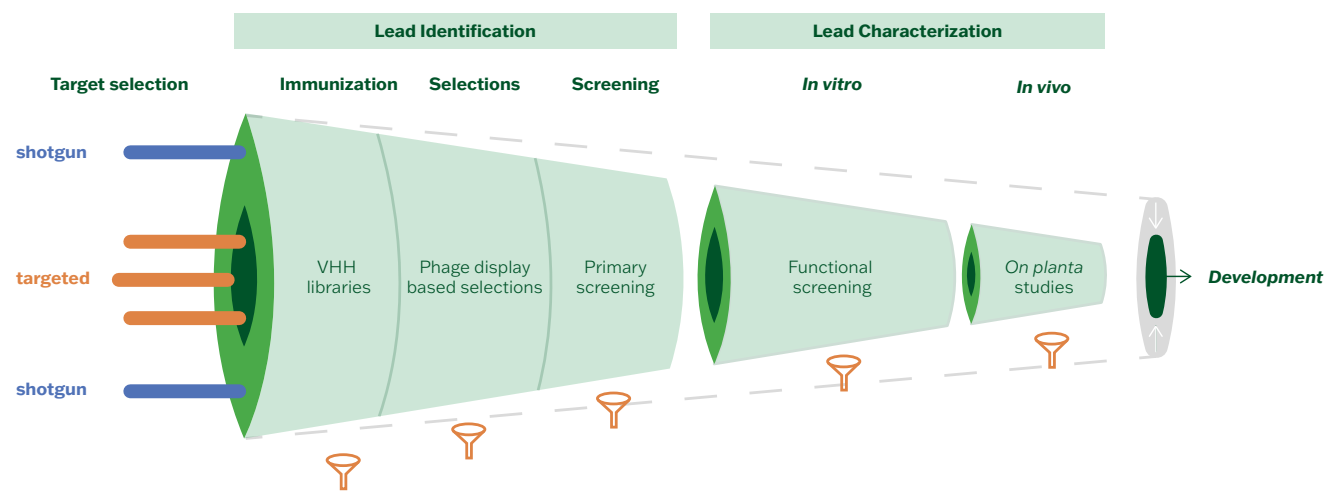 Lead Identification
Lead Characterization
Target selection
Immunization
Selections
Screening
In vitro
In vivo
shotgun
targeted
shotgun
VHH
libraries
Phage display
based selections
Primary
screening
Functional
screening
On planta
studies
Development